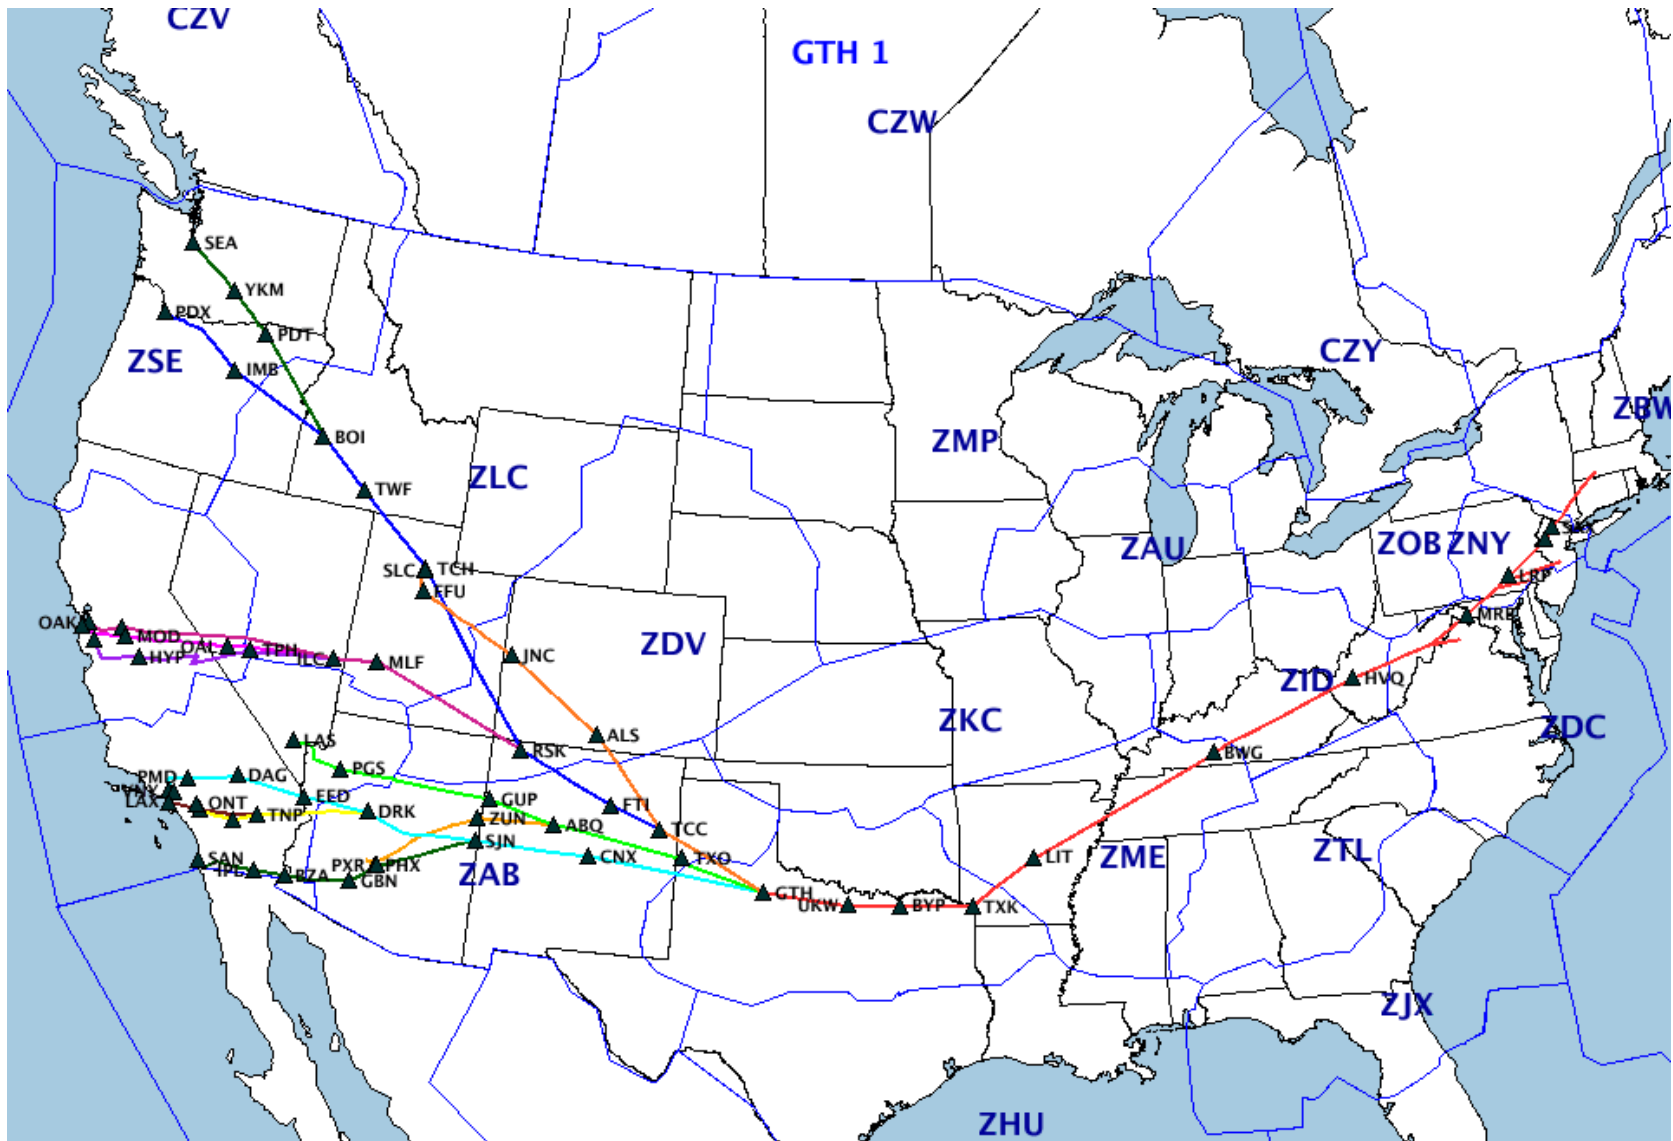 CZV
GTH 1
CZW
SEA
YKM
PDX
PDT
ZSE
IMB
CZY
ZBW
BOI
ZMP
ZLC
TWF
ZAU
ZOB
ZNY
SLC
TCH
FFU
LRP
MRB
OAK
MOD
OAL
TPH
HYP
ILC
MLF
JNC
ZDV
ZID
HVQ
ZKC
ZDC
LAS
ALS
RSK
BWG
PMD
DAG
PGS
VNY
LAX
ONT
TNP
EED
DRK
GUP
FTI
ZUN
ABQ
TCC
SJN
SAN
IPL
BZA
PXR
PHX
GBN
ZAB
CNX
TXO
LIT
ZME
ZTL
GTH
UKW
BYP
TXK
ZJX
ZHU